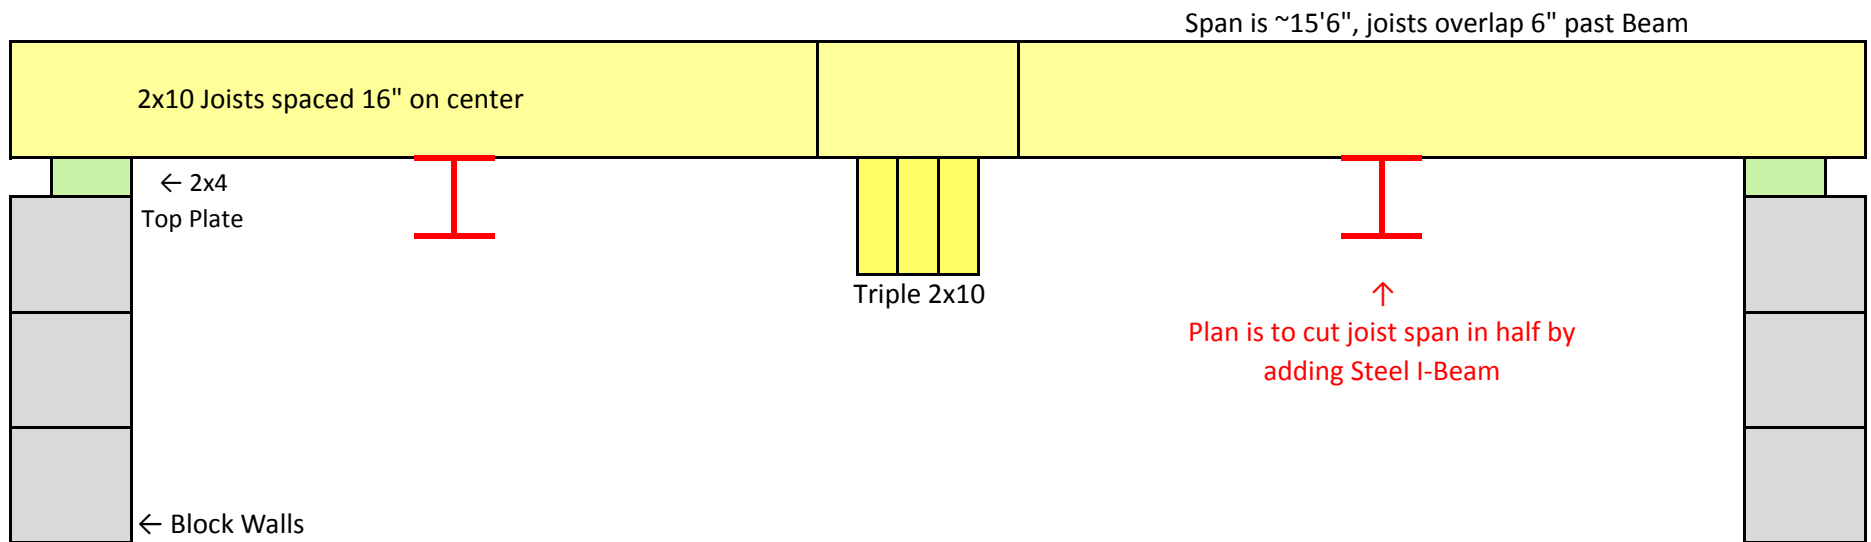 Span is ~15'6", joists overlap 6" past Beam
2x10 Joists spaced 16" on center
← 2x4
Top Plate
Triple 2x10
↑
Plan is to cut joist span in half by
adding Steel I-Beam
← Block Walls